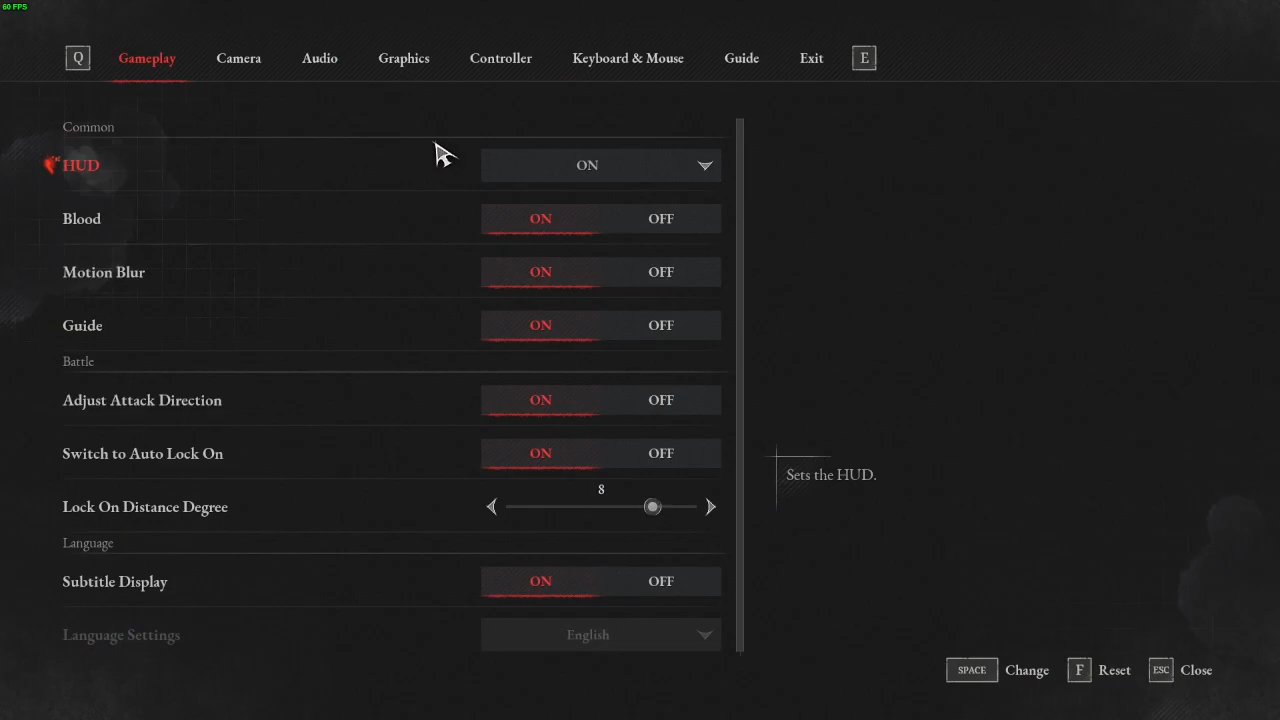 60 FPS
Q Gameplay Camera Audio Graphics Controller Keyboard & Mouse Guide Exit E
Common
HUD ON
Blood ON OFF
Motion Blur ON OFF
Guide ON OFF
Battle
Adjust Attack Direction ON OFF
Switch to Auto Lock On ON OFF
8
Lock On Distance Degree
Language
Subtitle Display ON OFF
Language Settings English
Sets the HUD.
SPACE Change F Reset ESC Close